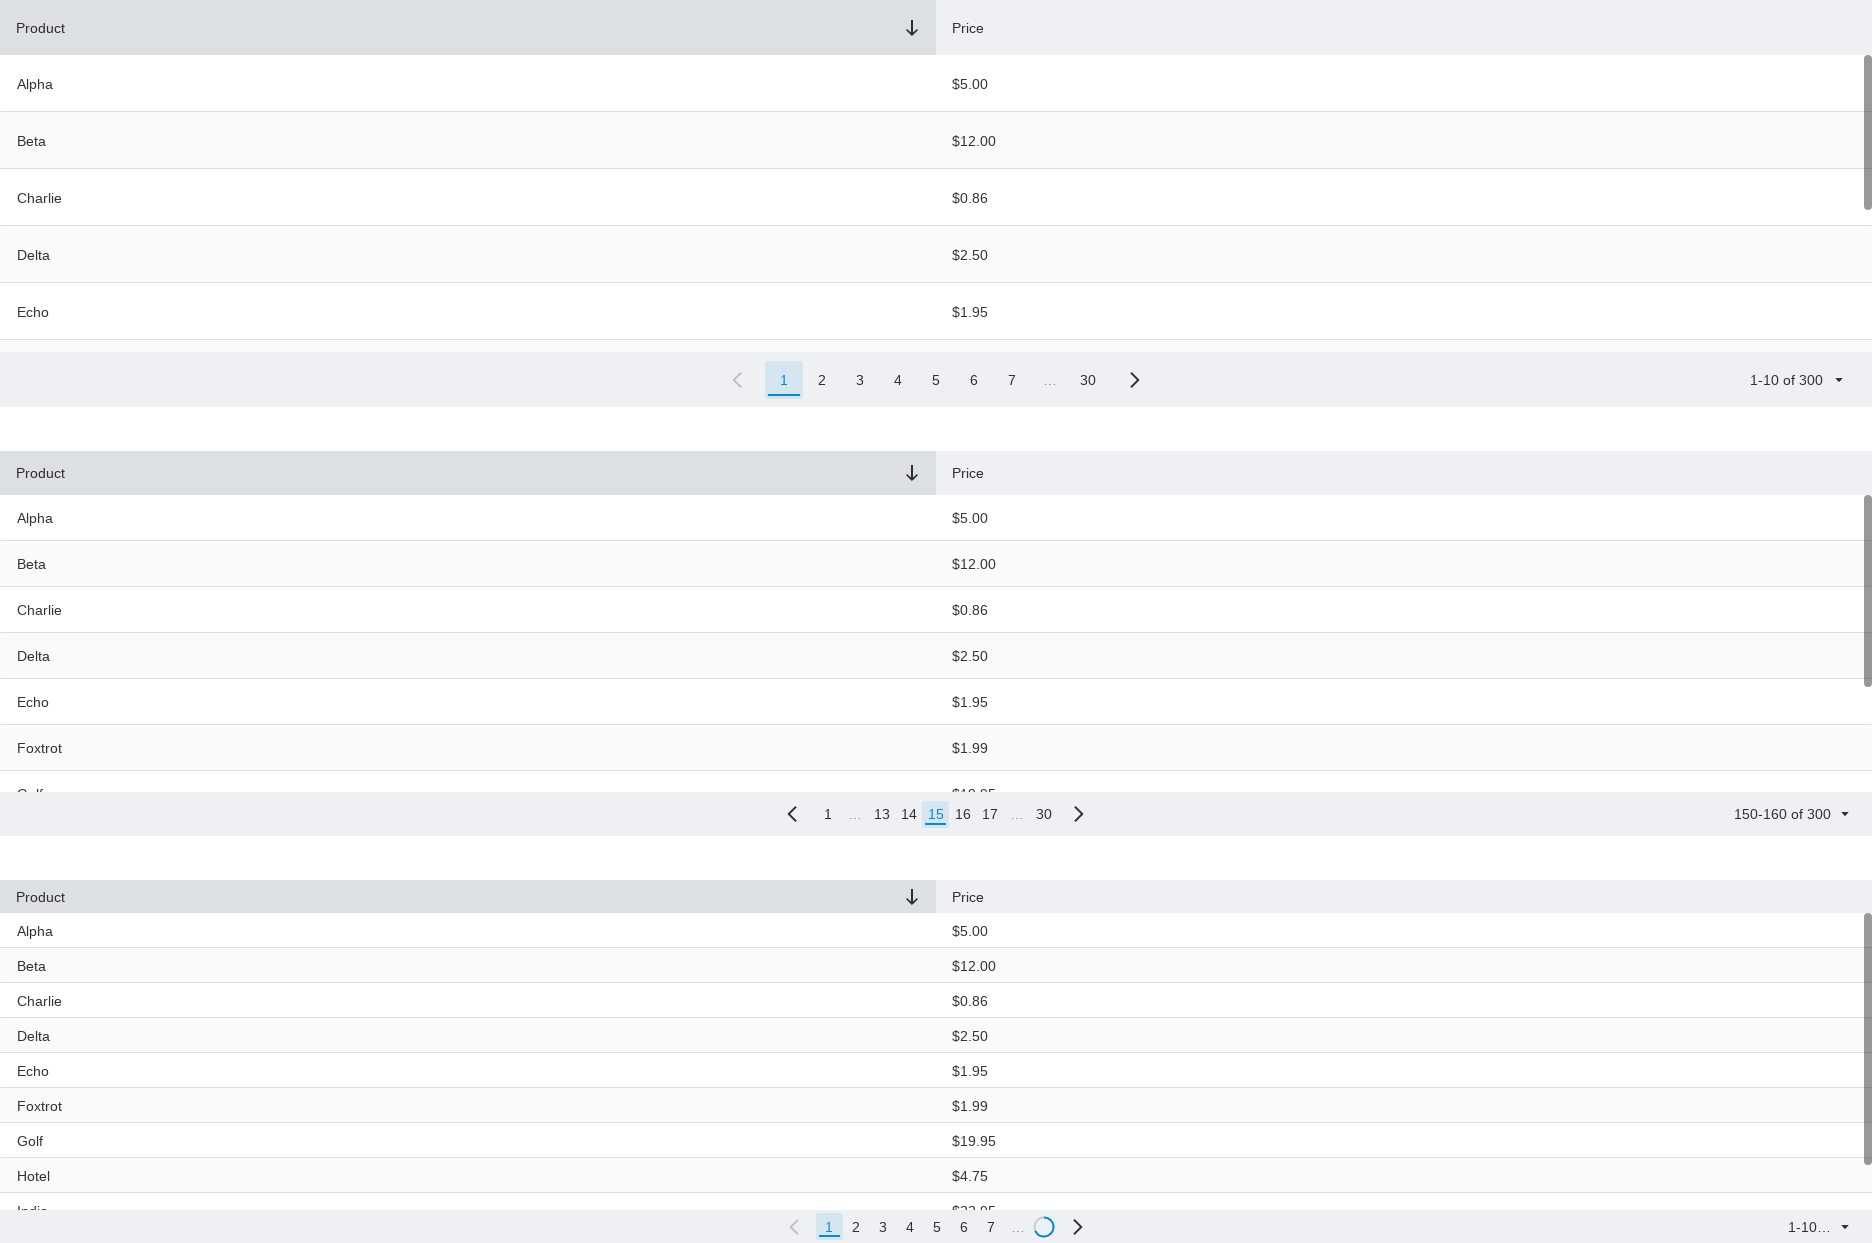 Product Price
Alpha $5.00
Beta $12.00
Charlie $0.86
Delta $2.50
Echo $1.95
1 2 3 4 5 6 7 … 30 1-10 of 300
Product Price
Alpha $5.00
Beta $12.00
Charlie $0.86
Delta $2.50
Echo $1.95
Foxtrot $1.99
1 … 13 14 15 16 17 … 30 150-160 of 300
Product Price
Alpha $5.00
Beta $12.00
Charlie $0.86
Delta $2.50
Echo $1.95
Foxtrot $1.99
Golf $19.95
Hotel $4.75
1 2 3 4 5 6 7 … 1-10…